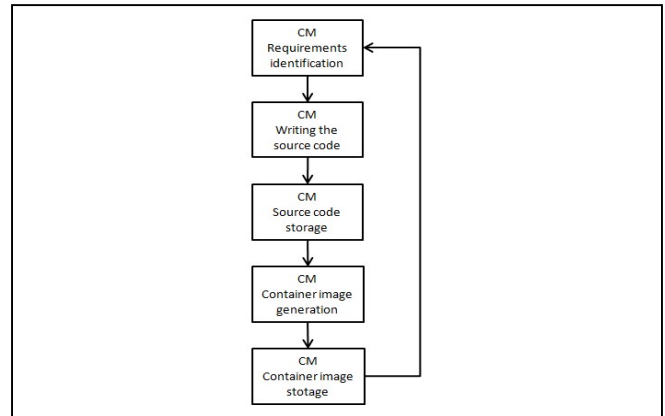 CM
Requirements
identification
CM
Writing the
source code
CM
Source code
storage
CM
Container image
generation
CM
Container image
stotage